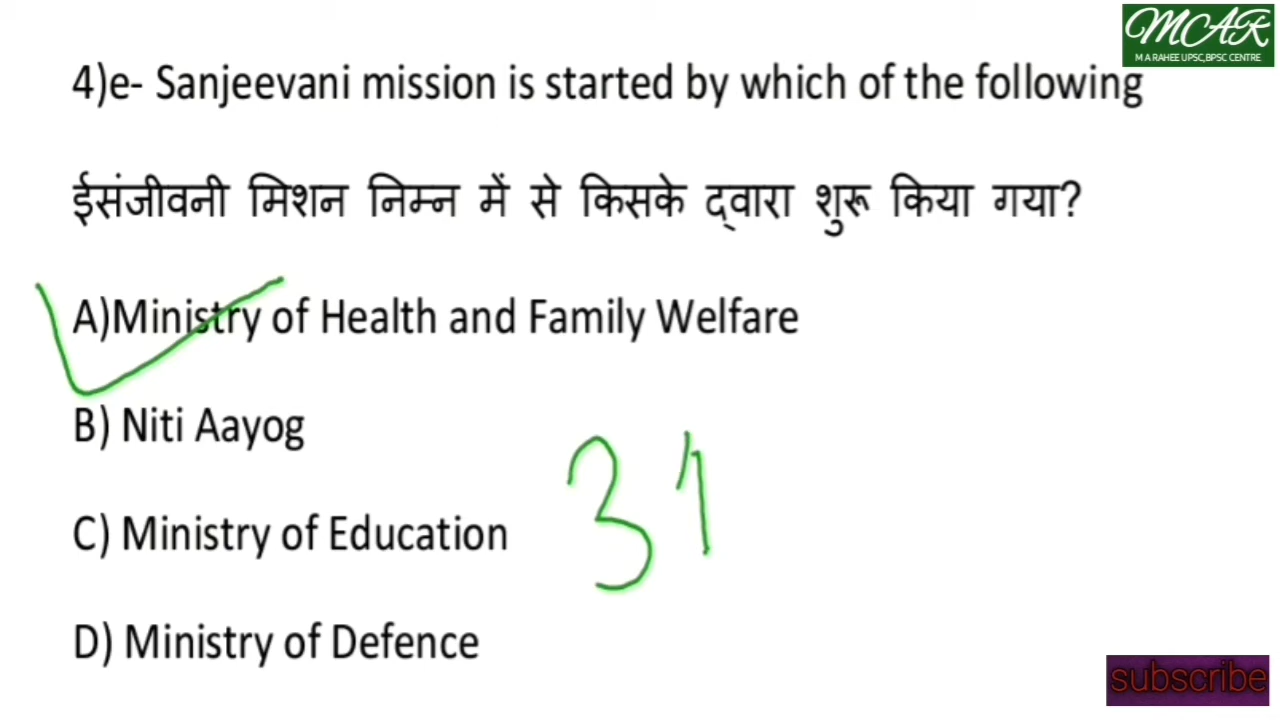 MCAR
M A RAHEE UPSC,BPSC CENTRE
4)e- Sanjeevani mission is started by which of the following
ईसंजीवनी मिशन निम्न में से किसके द्वारा शुरू किया गया?
A)Ministry of Health and Family Welfare
B) Niti Aayog
C) Ministry of Education
31
D) Ministry of Defence
subscribe